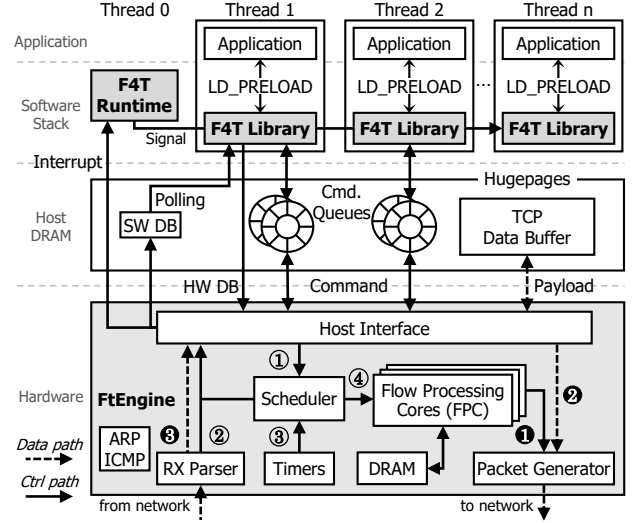 Thread 0 Thread 1 Thread 2 Thread n
Application
Application Application Application
LD_PRELOAD LD_PRELOAD ... LD_PRELOAD
Software
Stack
F4T
Runtime
Signal
F4T Library F4T Library F4T Library
Interrupt
Host
DRAM
Polling
SW DB
Cmd.
Queues
Hugepages
TCP
Data Buffer
HW DB Command Payload
Host Interface
Hardware
FtEngine
① 
Scheduler
④
Flow Processing
Cores (FPC)
❷
❸ ② ③ ❶
ARP
ICMP
RX Parser Timers DRAM Packet Generator
Data path
Ctrl path
from network to network